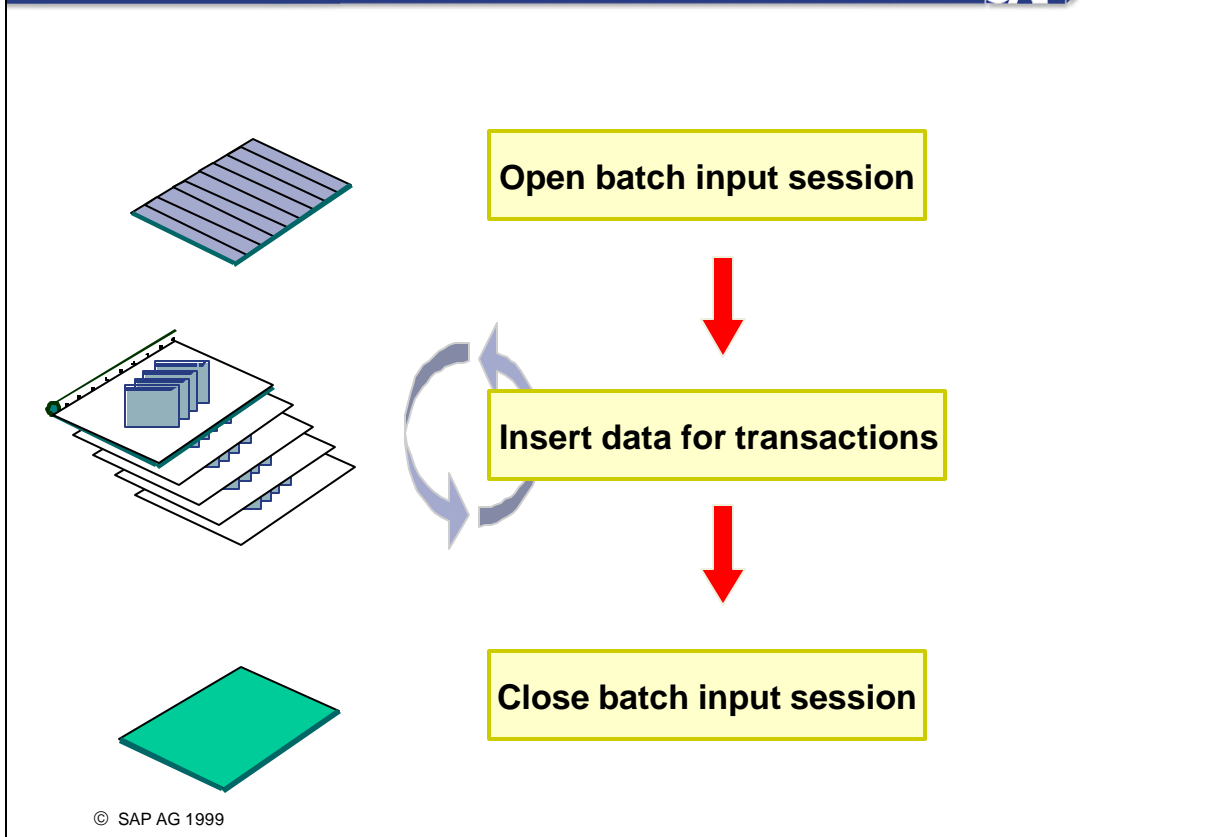 Open batch input session
Insert data for transactions
Close batch input session
© SAP AG 1999